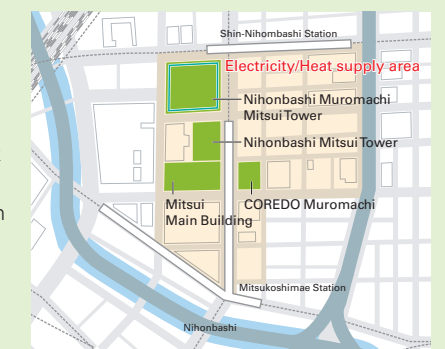 Shin-Nihombashi Station
Electricity/Heat supply area
Nihonbashi Muromachi
Mitsui Tower
Nihonbashi Mitsui Tower
Mitsui
Main Building
COREDO Muromachi
Mitsukoshimae Station
Nihonbashi